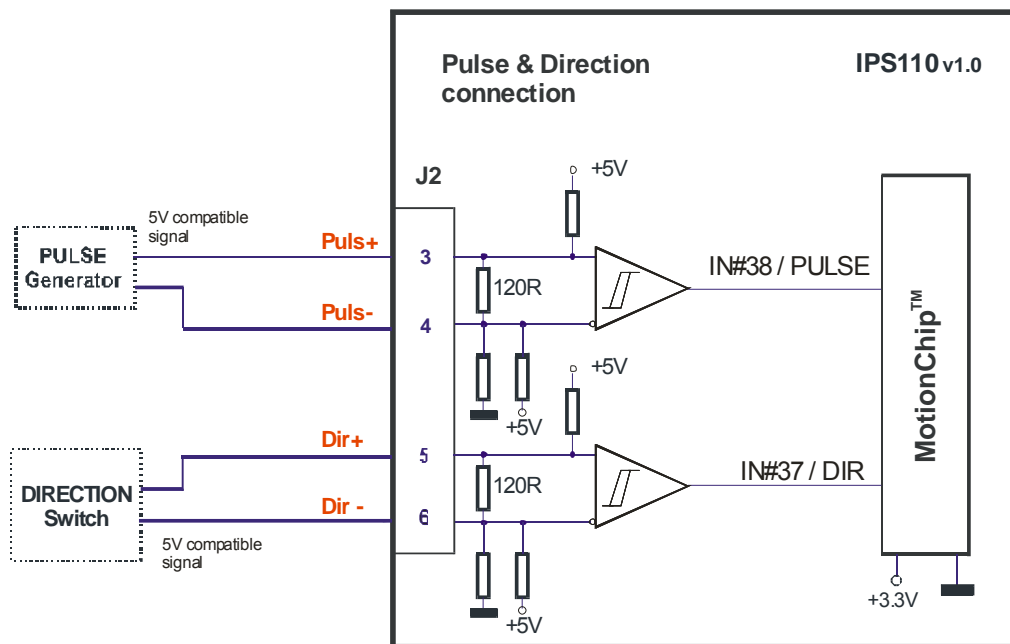 Pulse & Direction
connection
IPS110 v1.0
J2
+5V
5V compatible
signal
PULSE
Generator
Puls+
3
120R
IN#38 / PULSE
Puls-
4
+5V
+5V
MotionChip™
Dir+
5
DIRECTION
Switch
120R
IN#37 / DIR
Dir -
6
5V compatible
signal
+5V
+3.3V